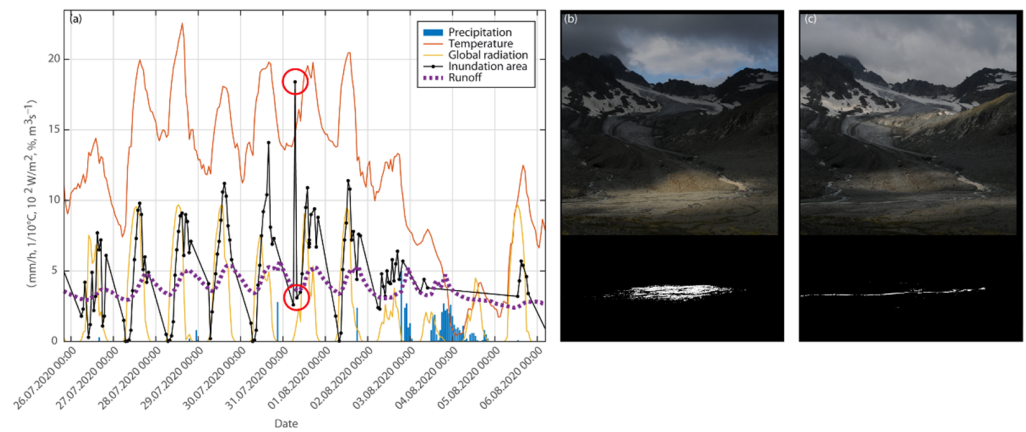 (a)
Precipitation
Temperature
Global radiation
Inundation area
Runoff
20
15
10
5
0
(mm/h, 1/10°C, 10 2 W/m2, %, m 3s−1)
26.07.2020 00:00
27.07.2020 00:00
28.07.2020 00:00
29.07.2020 00:00
30.07.2020 00:00
31.07.2020 00:00
01.08.2020 00:00
02.08.2020 00:00
03.08.2020 00:00
04.08.2020 00:00
05.08.2020 00:00
06.08.2020 00:00
Date
(b)
(c)